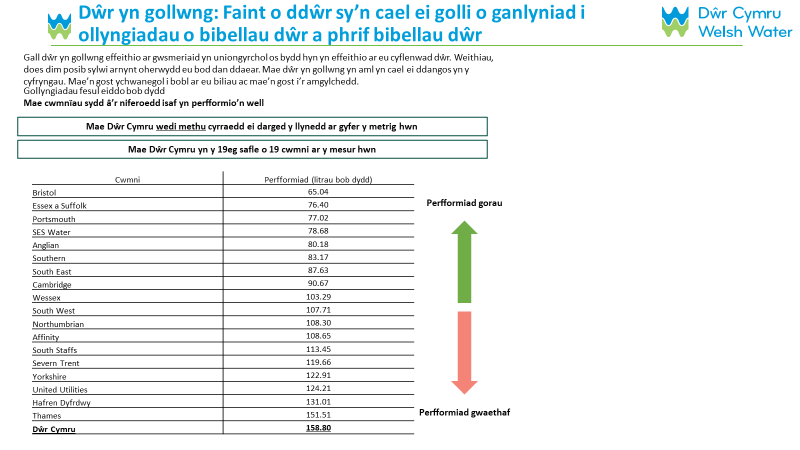 Dŵr yn gollwng: Faint o ddŵr sy’n cael ei golli o ganlyniad i
ollyngiadau o bibellau dŵr a phrif bibellau dŵr
Dŵr Cymru
Welsh Water
Gall dŵr yn gollwng effeithio ar gwsmeriaid yn uniongyrchol os bydd hyn yn effeithio ar eu cyflenwad dŵr. Weithiau,
does dim posib sylwi arnynt oherwydd eu bod dan ddaear. Mae dŵr yn gollwng yn aml yn cael ei ddangos yn y
cyfryngau. Mae’n gost ychwanegol i bobl ar eu biliau ac mae’n gost i’r amgylchedd.
Gollyngiadau fesul eiddo bob dydd
Mae cwmnïau sydd â’r niferoedd isaf yn perfformio’n well
Mae Dŵr Cymru wedi methu cyrraedd ei darged y llynedd ar gyfer y metrig hwn
Mae Dŵr Cymru yn y 19eg safle o 19 cwmni ar y mesur hwn
Cwmni Perfformiad (litrau bob dydd)
Bristol 65.04
Essex a Suffolk 76.40
Portsmouth 77.02
SES Water 78.68
Anglian 80.18
Southern 83.17
South East 87.63
Cambridge 90.67
Wessex 103.29
South West 107.71
Northumbrian 108.30
Affinity 108.65
South Staffs 113.45
Severn Trent 119.66
Yorkshire 122.91
United Utilities 124.21
Hafren Dyfrdwy 131.01
Thames 151.51
Dŵr Cymru 158.80
Perfformiad gorau
Perfformiad gwaethaf